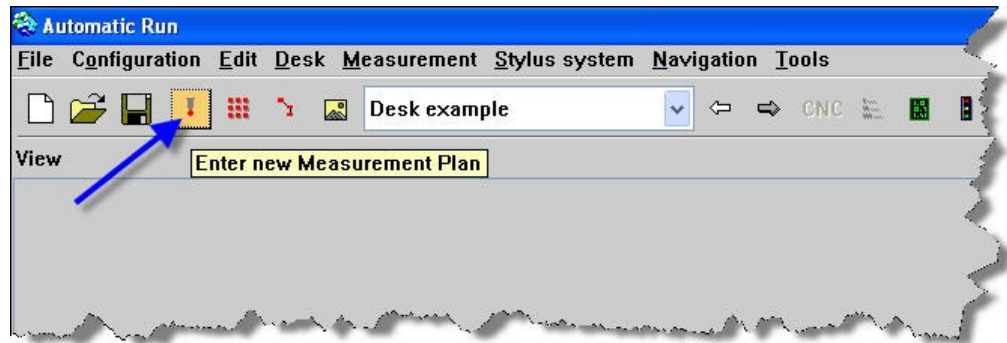 Automatic Run
File Configuration Edit Desk Measurement Stylus system Navigation Tools
Desk example CNC
View
Enter new Measurement Plan